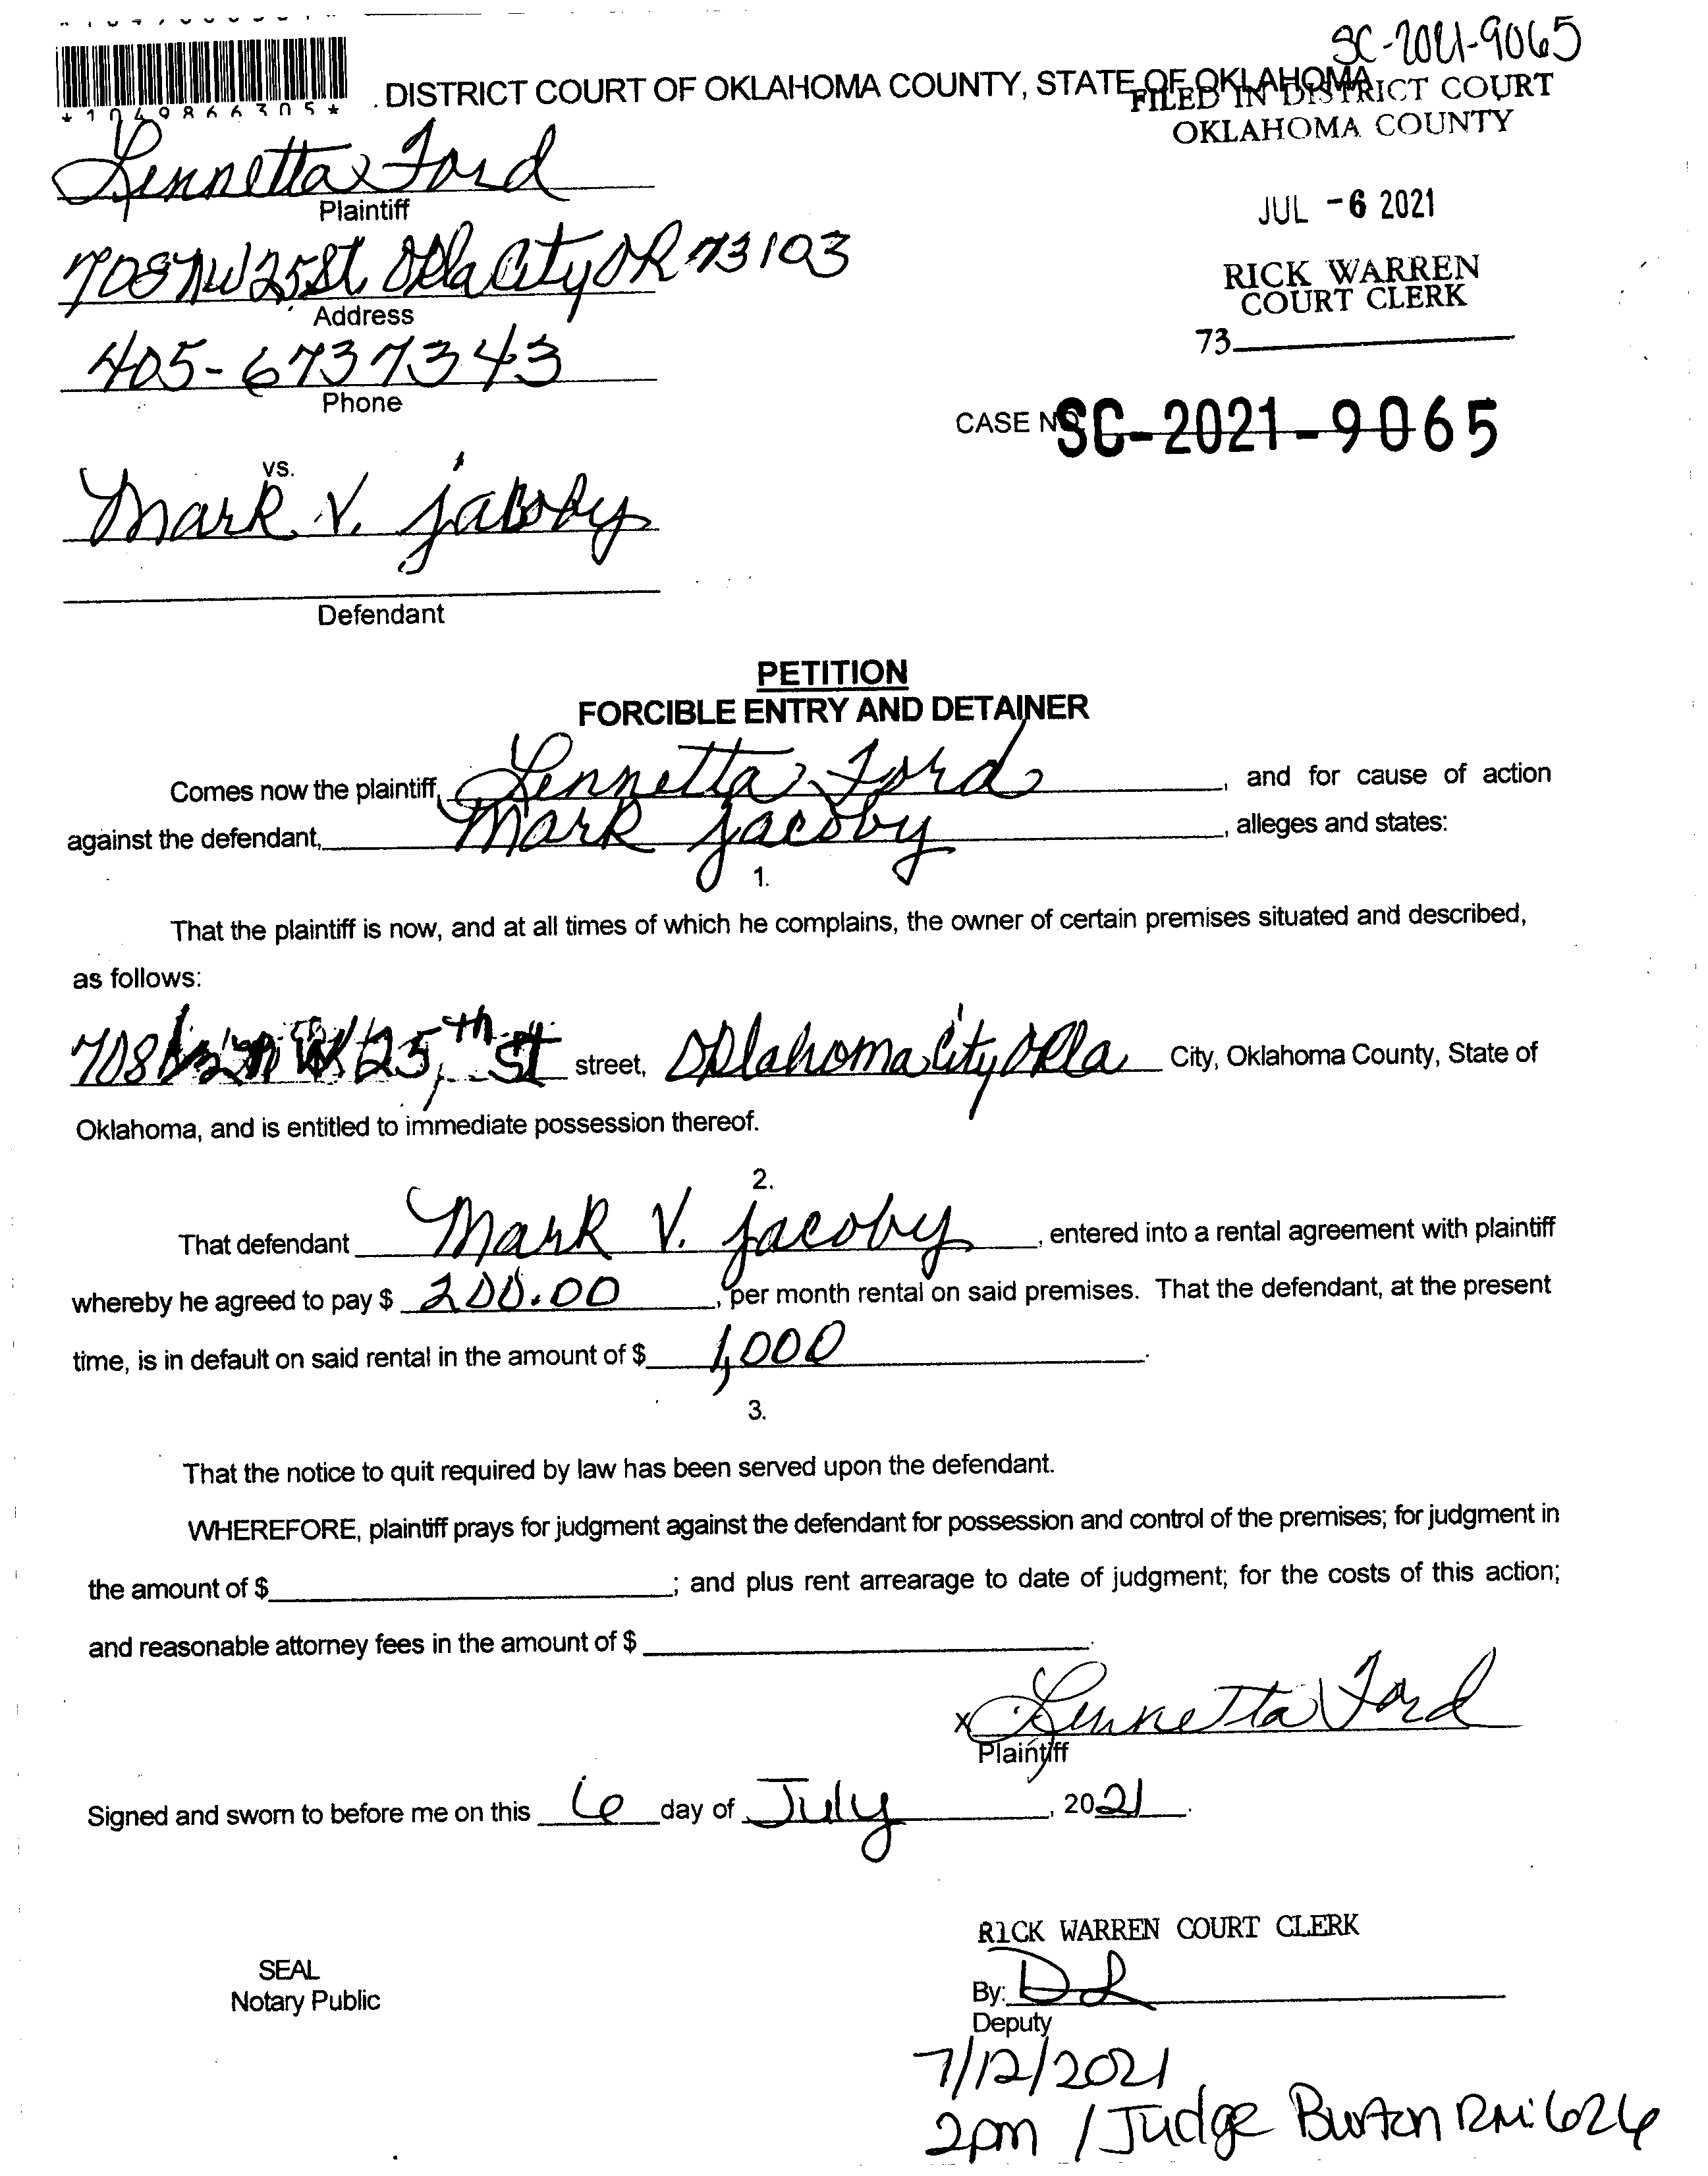 SC-2021-9065
*1049866305*
DISTRICT COURT OF OKLAHOMA COUNTY, STATE OF OKLAHOMA
FILED IN DISTRICT COURT
OKLAHOMA COUNTY
Lennetta Ford
Plaintiff
JUL -6 2021
708 NW 25 St. Okla City OK 73103
Address
RICK WARREN
COURT CLERK
405-6737343
Phone
73
CASE NO. SC-2021-9065
vs.
Mark V. jacoby
Defendant
PETITION
FORCIBLE ENTRY AND DETAINER
Comes now the plaintiff, Lennetta Ford, and for cause of action
against the defendant, Mark jacoby, alleges and states:
1.
That the plaintiff is now, and at all times of which he complains, the owner of certain premises situated and described,
as follows:
708 1/2 N W 25th St street, Oklahoma City Okla City, Oklahoma County, State of
Oklahoma, and is entitled to immediate possession thereof.
2.
That defendant Mark V. jacoby, entered into a rental agreement with plaintiff
whereby he agreed to pay $ 200.00, per month rental on said premises. That the defendant, at the present
time, is in default on said rental in the amount of $ 1,000.
3.
That the notice to quit required by law has been served upon the defendant.
WHEREFORE, plaintiff prays for judgment against the defendant for possession and control of the premises; for judgment in
the amount of $ ; and plus rent arrearage to date of judgment; for the costs of this action;
and reasonable attorney fees in the amount of $ .
x Lennetta Ford
Plaintiff
Signed and sworn to before me on this 6 day of July, 2021.
RICK WARREN COURT CLERK
SEAL
Notary Public
By: DL
Deputy
7/12/2021
2pm / Judge Burton Rm: 626